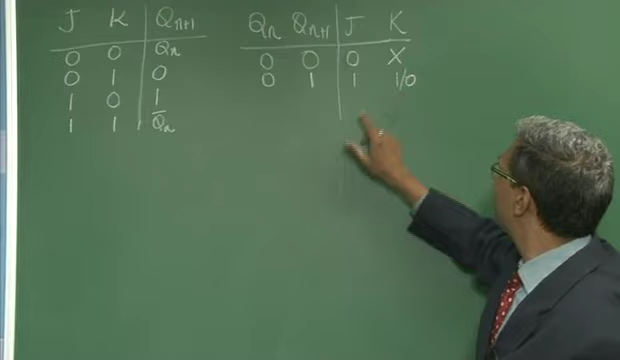 J K Qn+1
0 0 Qn
0 1 0
1 0 1
1 1 Q̅n
Qn Qn+1 J K
0 0 0 X
0 1 1 1/0